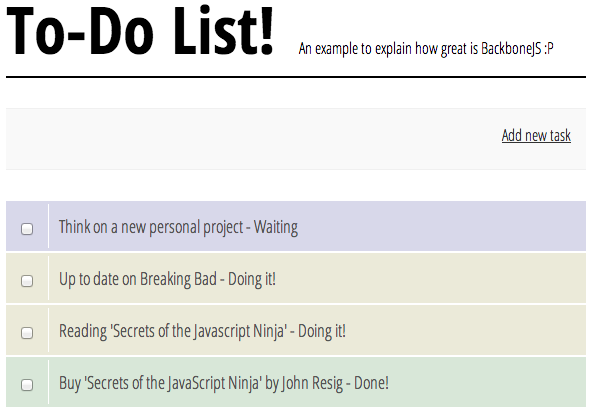 To-Do List! An example to explain how great is BackboneJS :P
Add new task
Think on a new personal project - Waiting
Up to date on Breaking Bad - Doing it!
Reading 'Secrets of the Javascript Ninja' - Doing it!
Buy 'Secrets of the JavaScript Ninja' by John Resig - Done!